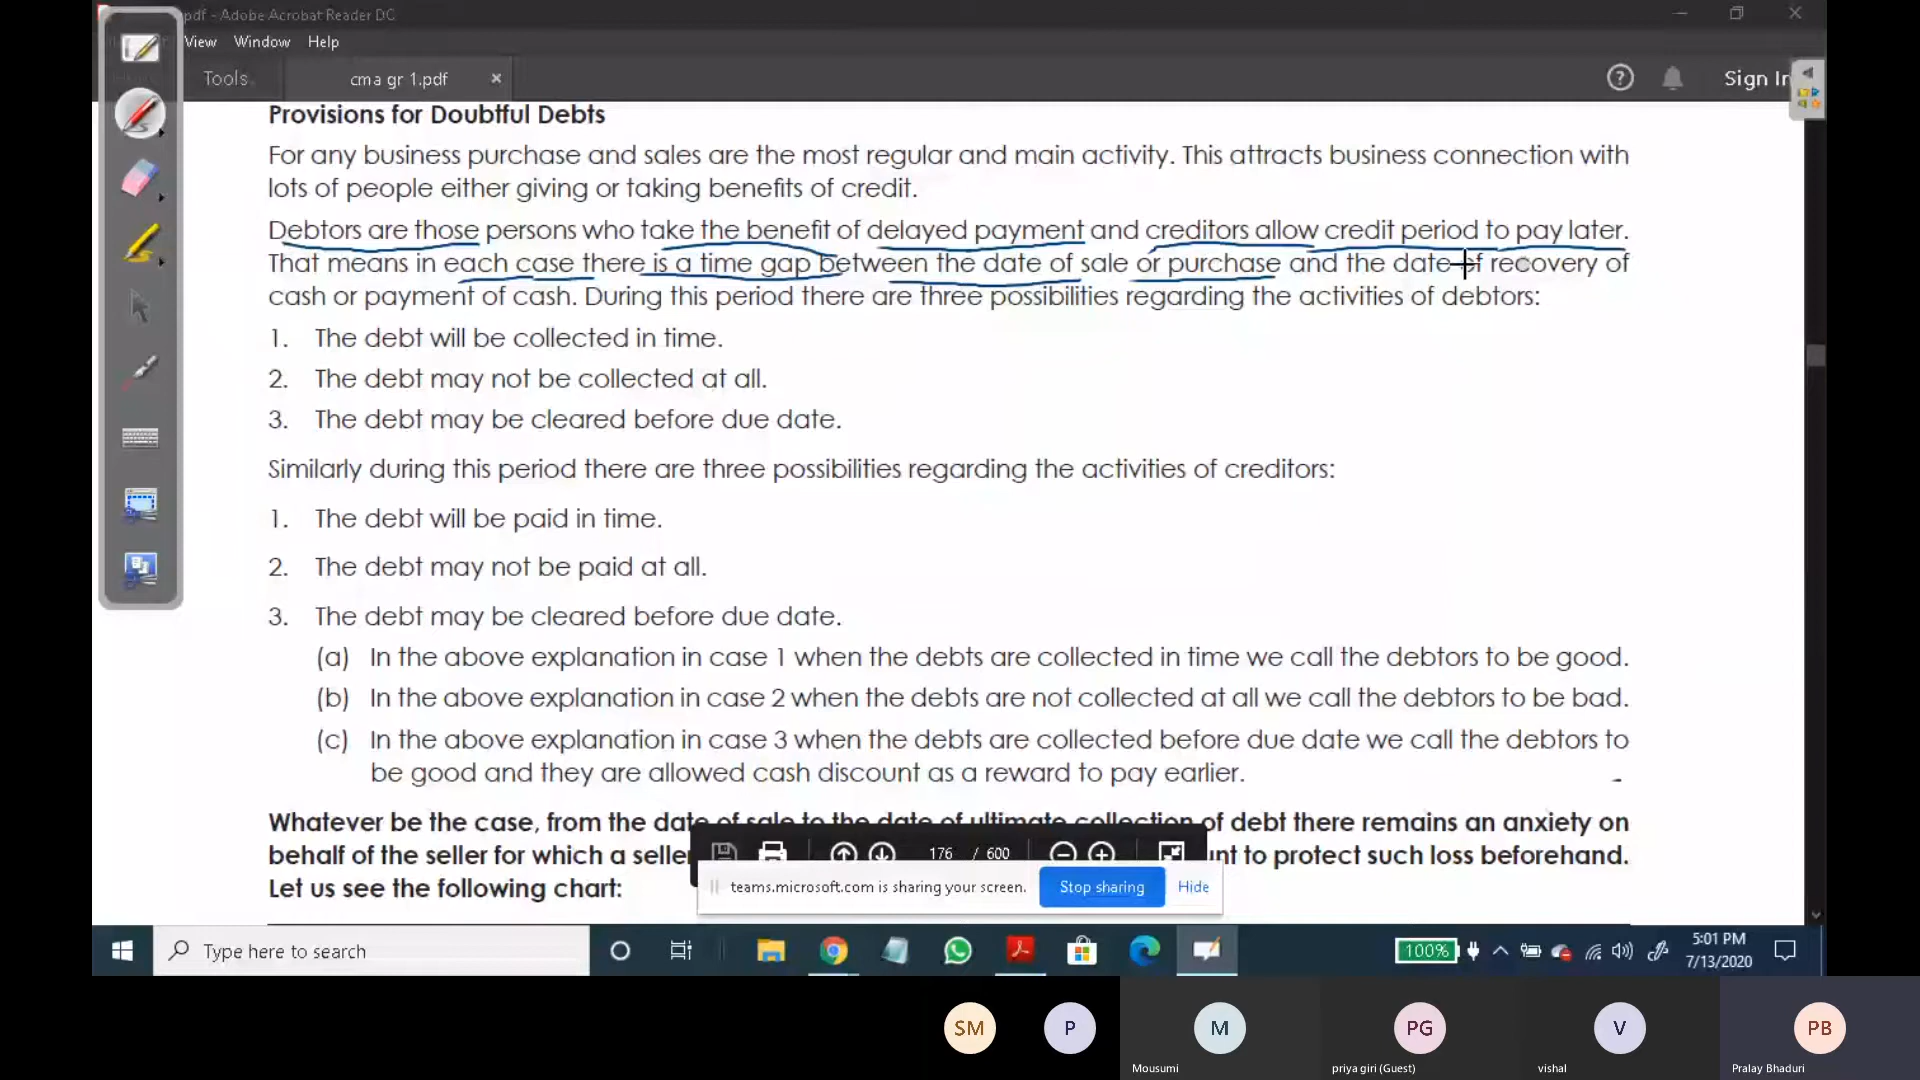 pdf - Adobe Acrobat Reader DC
View Window Help
Tools cma gr 1.pdf Sign In
Provisions for Doubtful Debts
For any business purchase and sales are the most regular and main activity. This attracts business connection with
lots of people either giving or taking benefits of credit.
Debtors are those persons who take the benefit of delayed payment and creditors allow credit period to pay later.
That means in each case there is a time gap between the date of sale or purchase and the date of recovery of
cash or payment of cash. During this period there are three possibilities regarding the activities of debtors:
1. The debt will be collected in time.
2. The debt may not be collected at all.
3. The debt may be cleared before due date.
Similarly during this period there are three possibilities regarding the activities of creditors:
1. The debt will be paid in time.
2. The debt may not be paid at all.
3. The debt may be cleared before due date.
(a) In the above explanation in case 1 when the debts are collected in time we call the debtors to be good.
(b) In the above explanation in case 2 when the debts are not collected at all we call the debtors to be bad.
(c) In the above explanation in case 3 when the debts are collected before due date we call the debtors to
be good and they are allowed cash discount as a reward to pay earlier.
Whatever be the case, from the date of sale to the date of ultimate collection of debt there remains an anxiety on
behalf of the seller for which a seller to protect such loss beforehand.
Let us see the following chart:
176 / 600
teams.microsoft.com is sharing your screen. Stop sharing Hide
Type here to search
100%
5:01 PM
7/13/2020
SM P M PG V PB
Mousumi priya giri (Guest) vishal Pralay Bhaduri